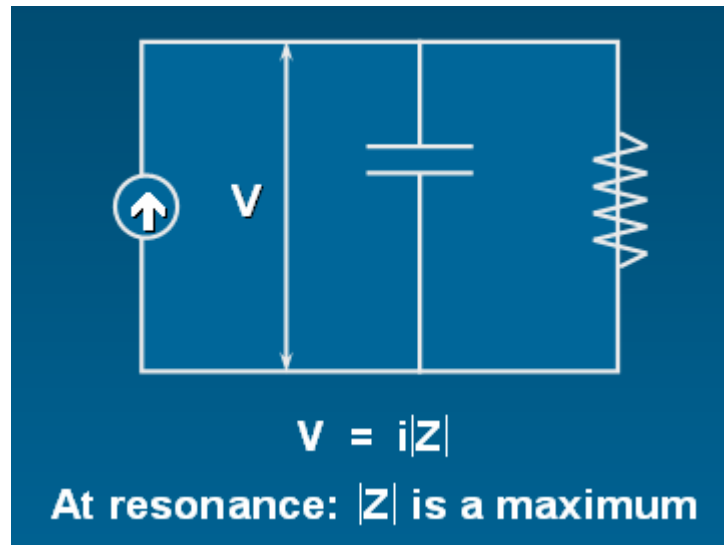 V
V = i|Z|
At resonance: |Z| is a maximum